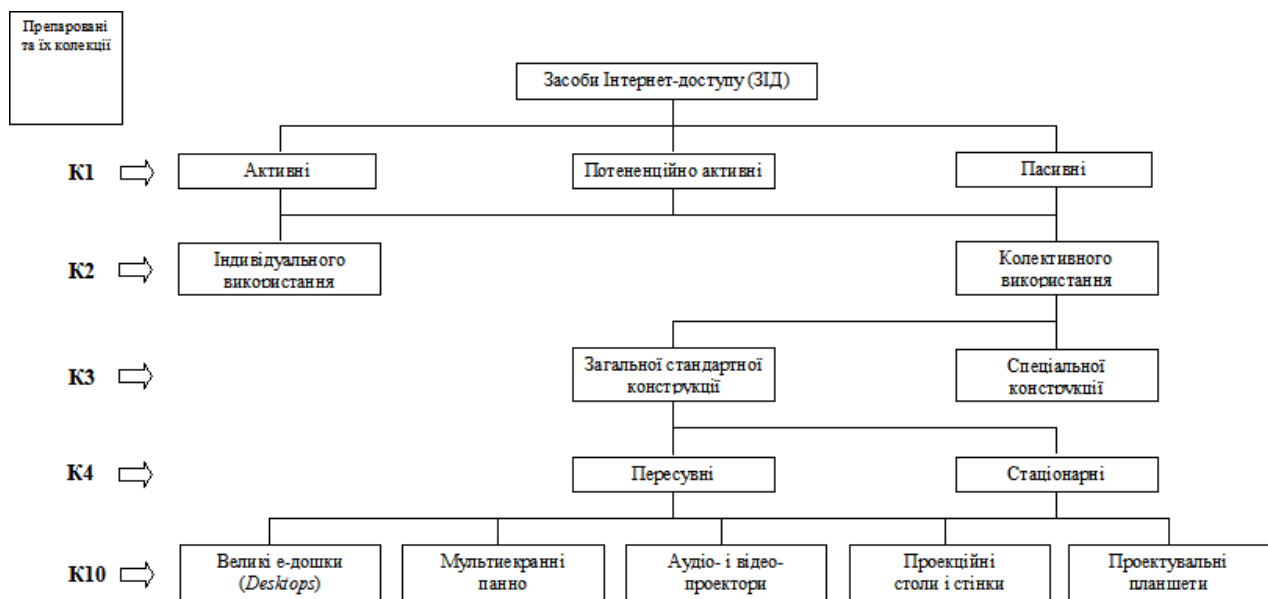 Препаровані
та їх колекції
Засоби Інтернет-доступу (ЗІД)
К1
Активні
Потененційно активні
Пасивні
К2
Індивідуального
використання
Колективного
використання
К3
Загальної стандартної
конструкції
Спеціальної
конструкції
К4
Пересувні
Стаціонарні
К10
Великі е-дошки
(Desktops)
Мультиекранні
панно
Аудіо- і відео-
проектори
Проекційні
столи і стінки
Проектувальні
планшети